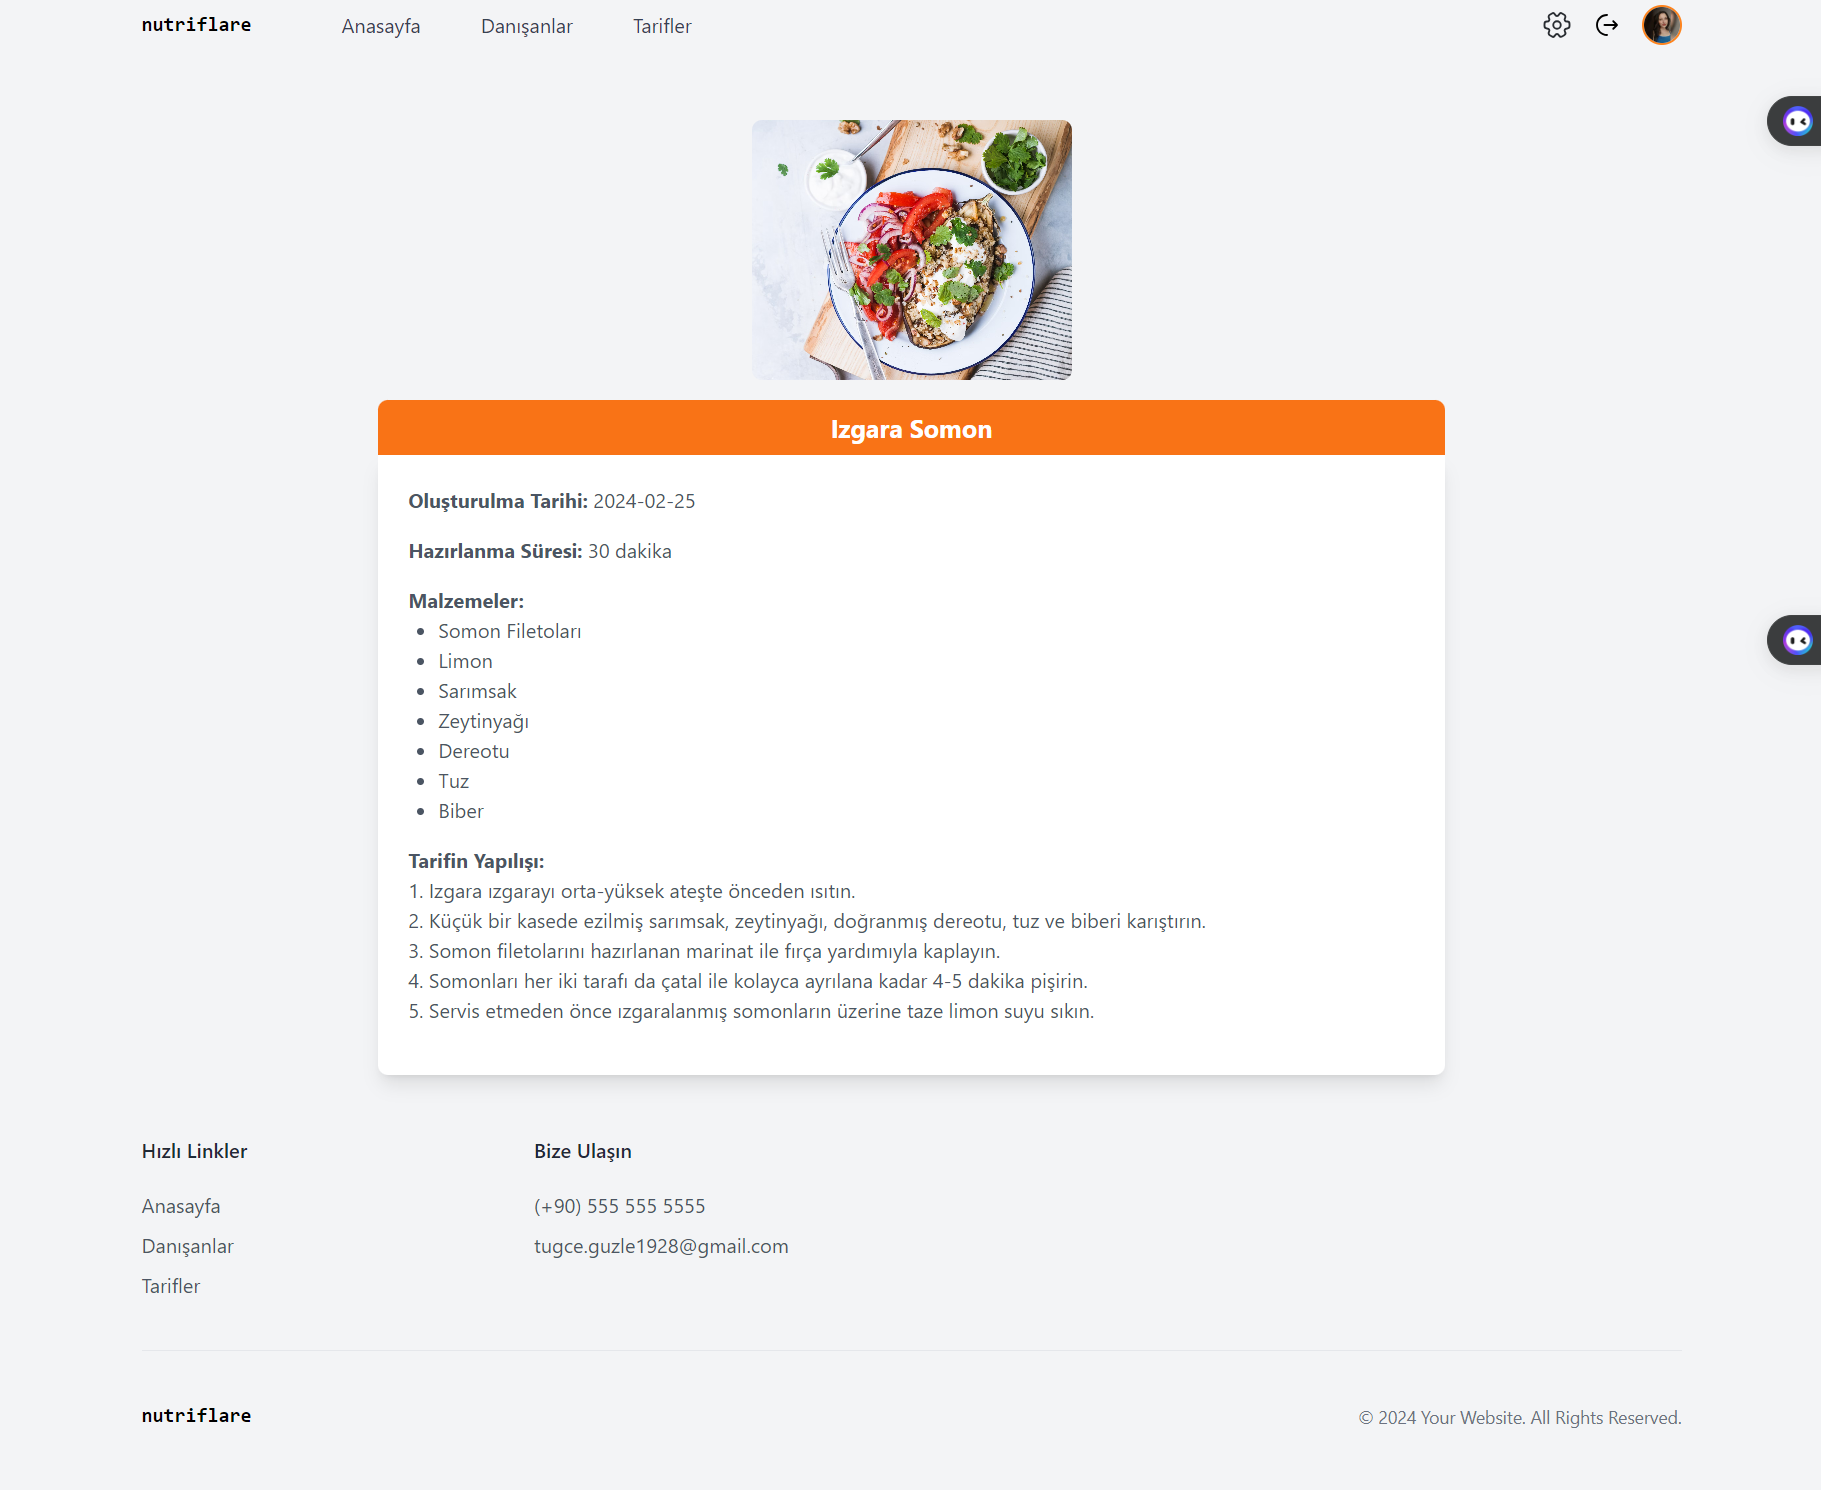 nutriflare
Anasayfa
Danışanlar
Tarifler
Izgara Somon
Oluşturulma Tarihi: 2024-02-25
Hazırlanma Süresi: 30 dakika
Malzemeler:
• Somon Filetoları
• Limon
• Sarımsak
• Zeytinyağı
• Dereotu
• Tuz
• Biber
Tarifin Yapılışı:
1. Izgara ızgarayı orta-yüksek ateşte önceden ısıtın.
2. Küçük bir kasede ezilmiş sarımsak, zeytinyağı, doğranmış dereotu, tuz ve biberi karıştırın.
3. Somon filetolarını hazırlanan marinat ile fırça yardımıyla kaplayın.
4. Somonları her iki tarafı da çatal ile kolayca ayrılana kadar 4-5 dakika pişirin.
5. Servis etmeden önce ızgaralanmış somonların üzerine taze limon suyu sıkın.
Hızlı Linkler
Anasayfa
Danışanlar
Tarifler
Bize Ulaşın
(+90) 555 555 5555
tugce.guzle1928@gmail.com
nutriflare
© 2024 Your Website. All Rights Reserved.